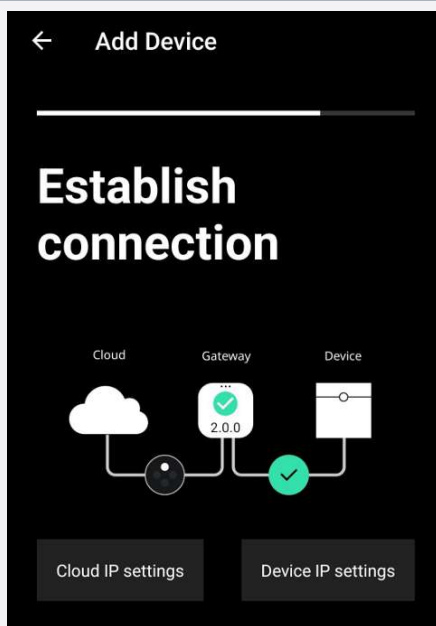 Add Device
Establish
connection
Cloud Gateway Device
2.0.0
Cloud IP settings Device IP settings